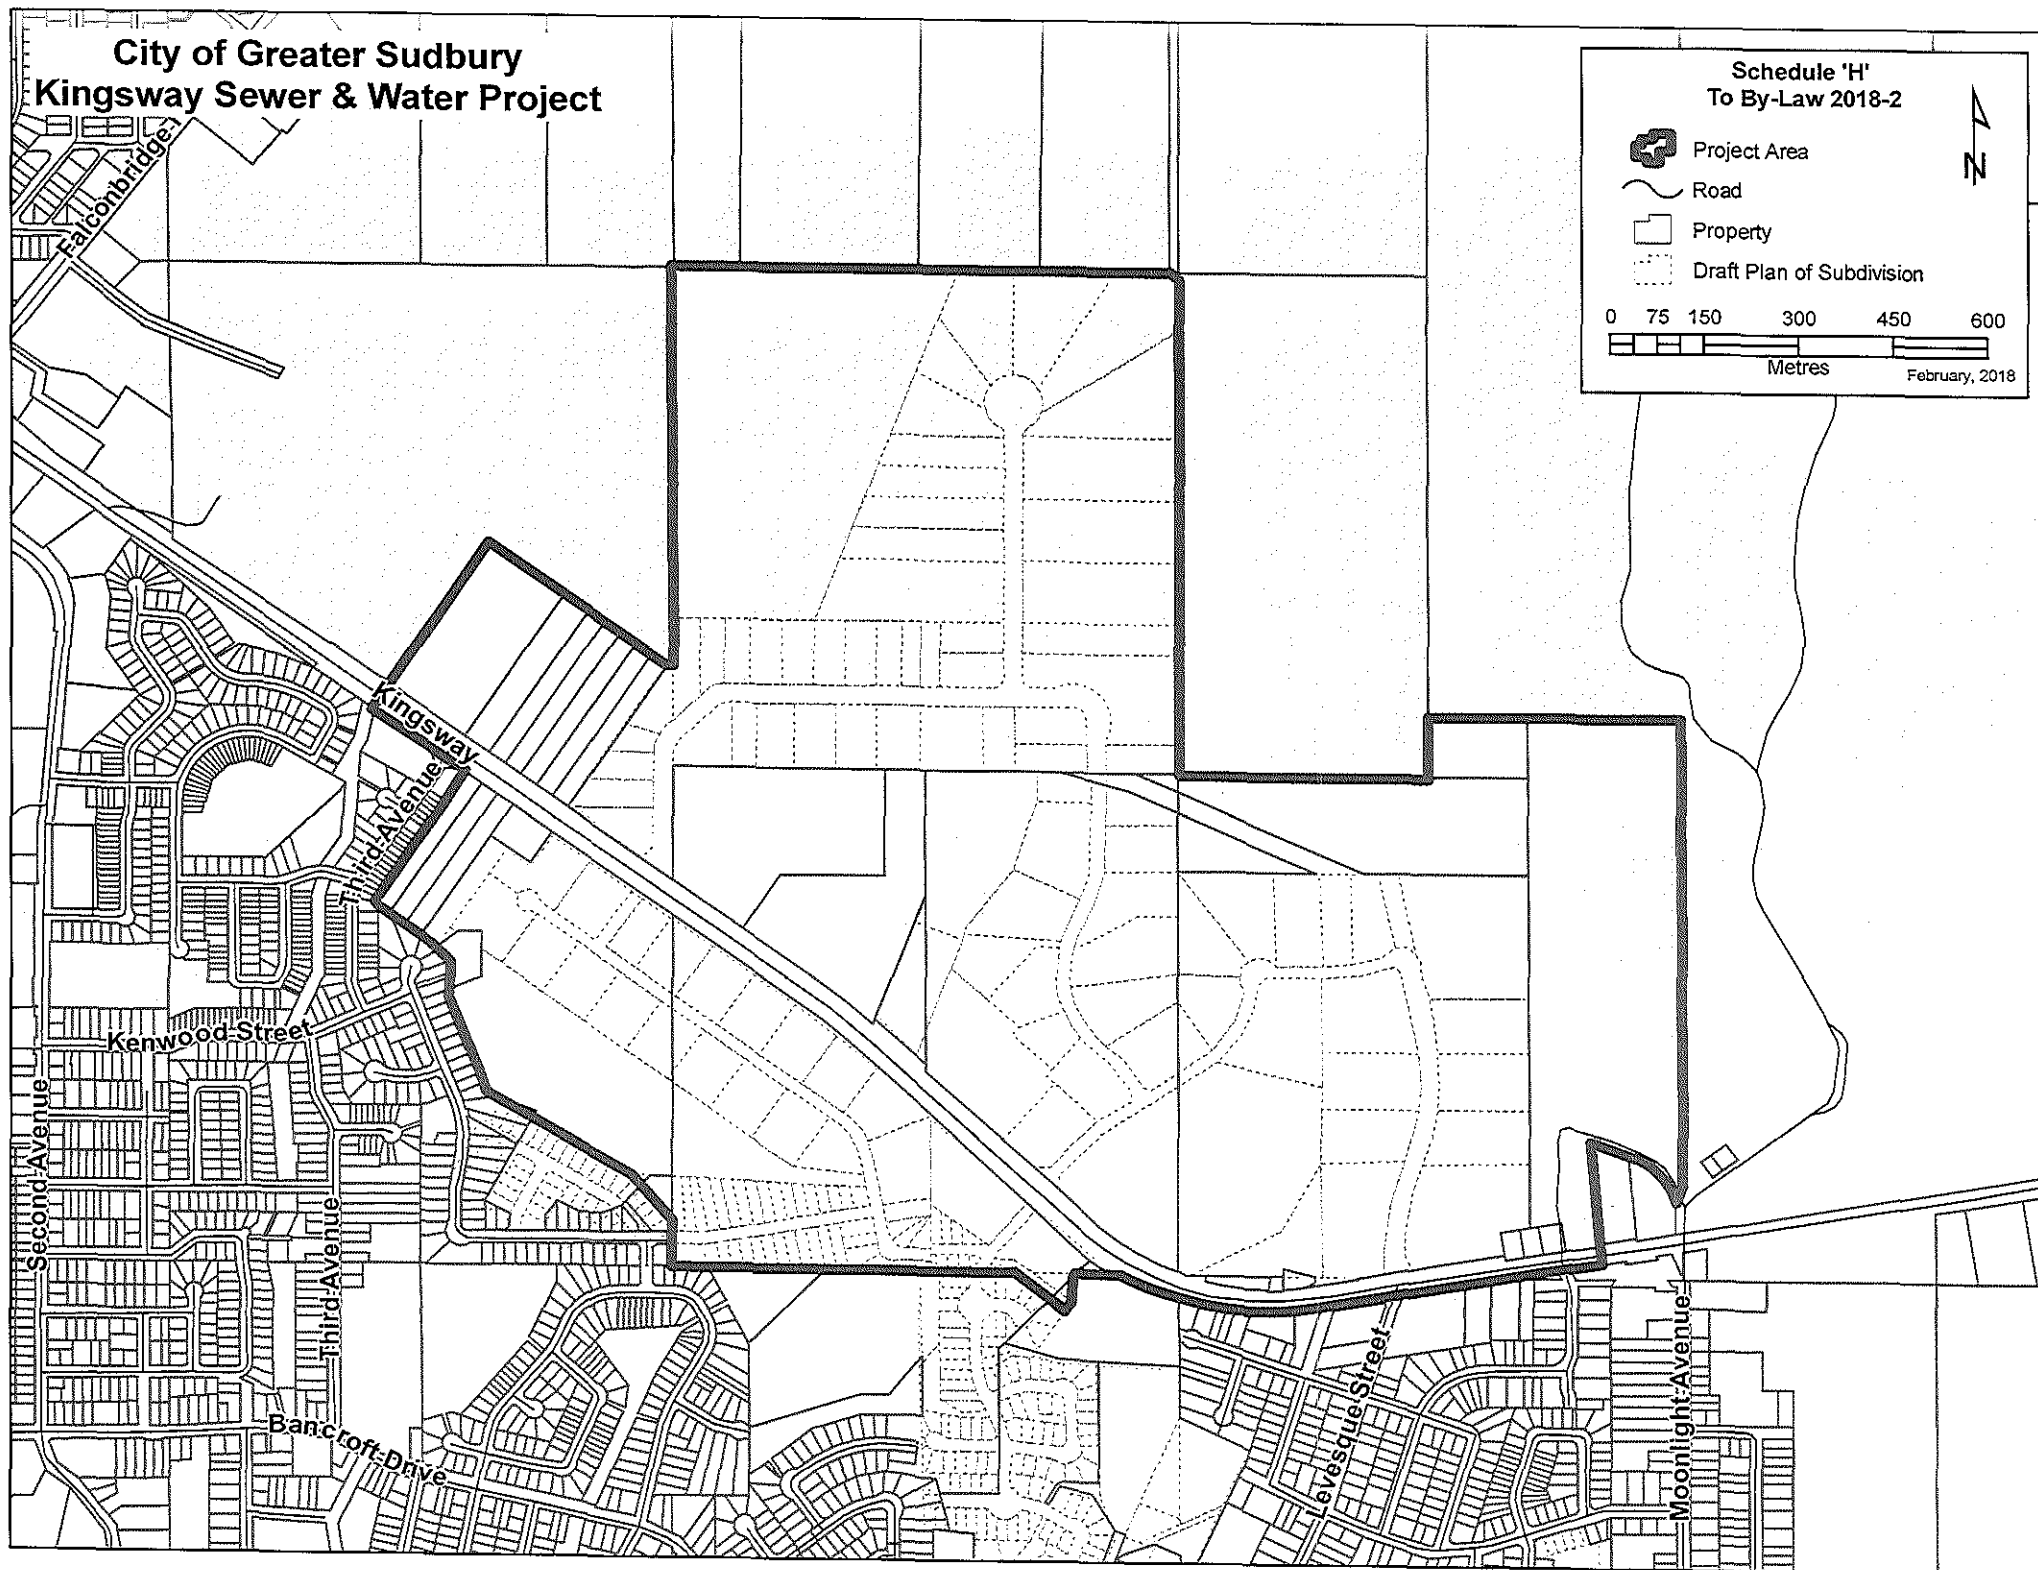 City of Greater Sudbury
Kingsway Sewer & Water Project
Schedule 'H'
To By-Law 2018-2
N
Project Area
Road
Property
Draft Plan of Subdivision
0 75 150 300 450 600
Metres
February, 2018
Falconbridge
Kingsway
Third Avenue
Kenwood Street
Second Avenue
Third Avenue
Bancroft Drive
Levesque Street
Moonlight Avenue